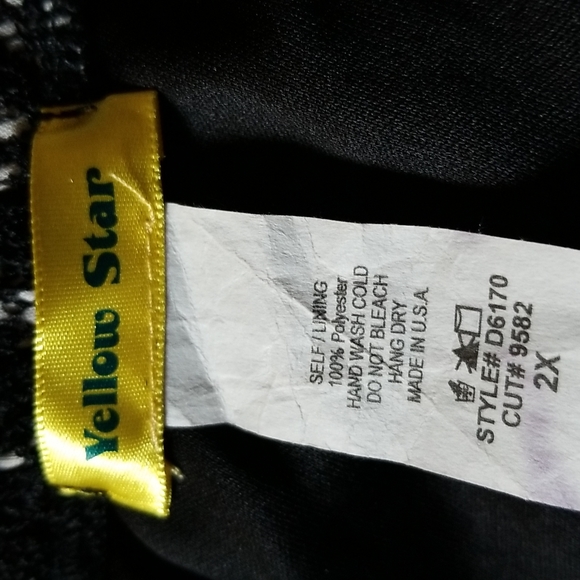 Yellow Star
SELF / LINING
100% Polyester
HAND WASH COLD
DO NOT BLEACH
HANG DRY
MADE IN U.S.A.
STYLE# D6170
CUT# 9582
2X